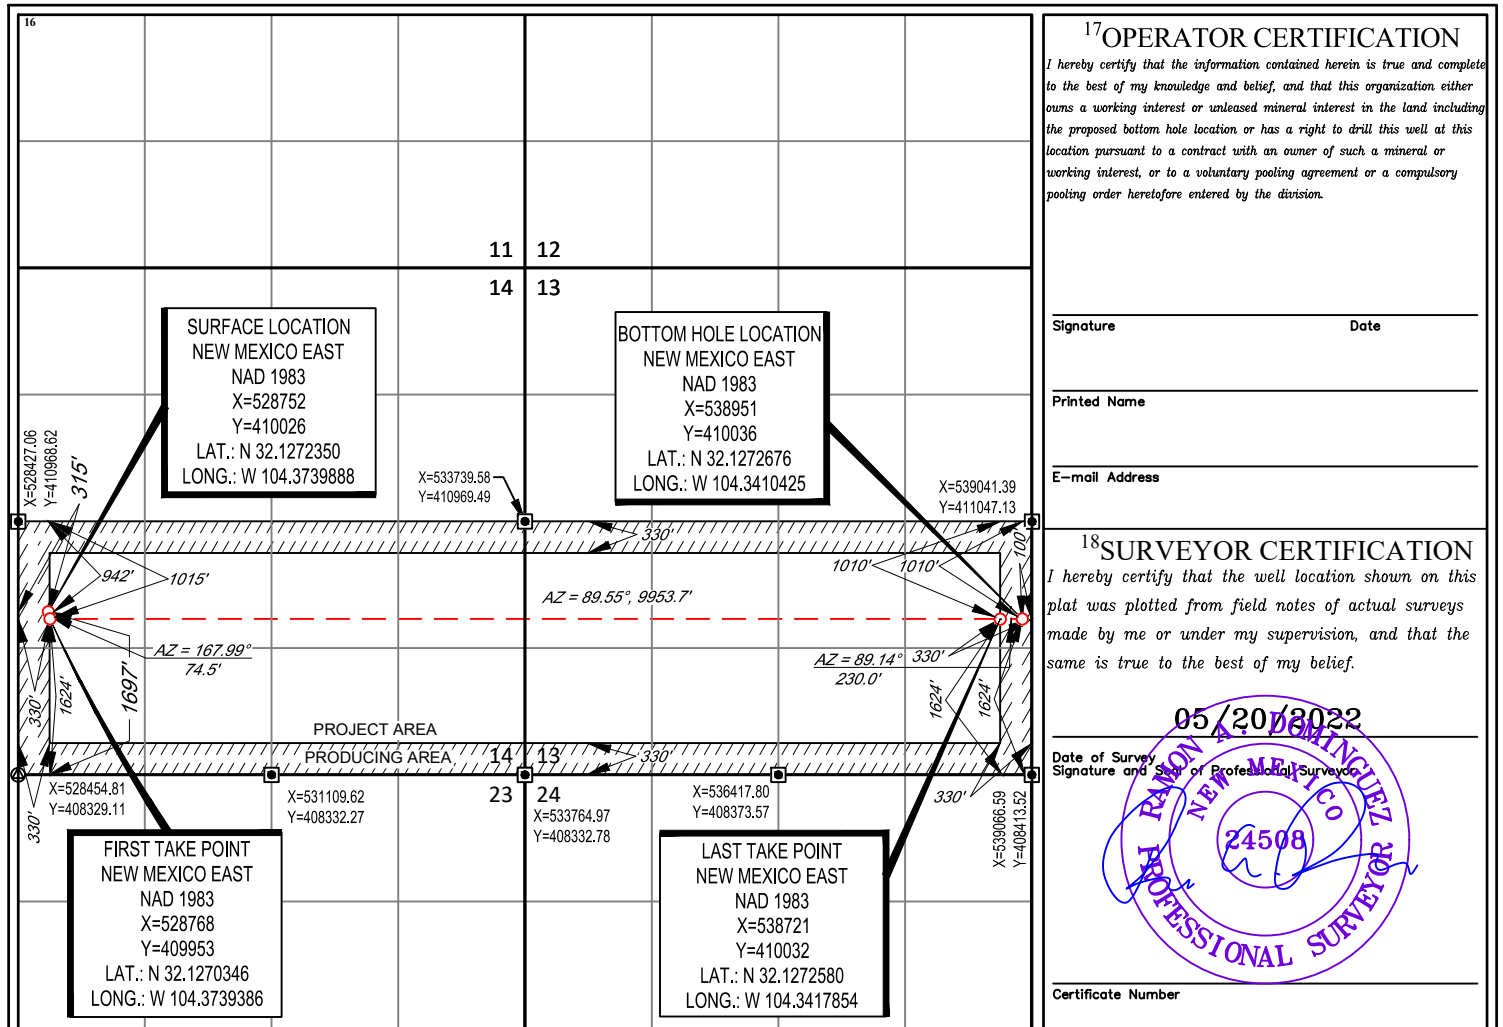 16
11 12
14 13
SURFACE LOCATION
NEW MEXICO EAST
NAD 1983
X=528752
Y=410026
LAT.: N 32.1272350
LONG.: W 104.3739888
BOTTOM HOLE LOCATION
NEW MEXICO EAST
NAD 1983
X=538951
Y=410036
LAT.: N 32.1272676
LONG.: W 104.3410425
X=528427.06
Y=410968.62
315'
X=533739.58
Y=410969.49
X=539041.39
Y=411047.13
330'
100'
942'
1015'
1010'
1010'
AZ = 89.55°, 9953.7'
AZ = 167.99°
74.5'
AZ = 89.14°
230.0'
330'
330'
1624'
1697'
1624'
1624'
PROJECT AREA
PRODUCING AREA
14 13
23 24
330'
330'
330'
X=528454.81
Y=408329.11
X=531109.62
Y=408332.27
X=533764.97
Y=408332.78
X=536417.80
Y=408373.57
X=539066.59
Y=408413.52
FIRST TAKE POINT
NEW MEXICO EAST
NAD 1983
X=528768
Y=409953
LAT.: N 32.1270346
LONG.: W 104.3739386
LAST TAKE POINT
NEW MEXICO EAST
NAD 1983
X=538721
Y=410032
LAT.: N 32.1272580
LONG.: W 104.3417854
17OPERATOR CERTIFICATION
I hereby certify that the information contained herein is true and complete
to the best of my knowledge and belief, and that this organization either
owns a working interest or unleased mineral interest in the land including
the proposed bottom hole location or has a right to drill this well at this
location pursuant to a contract with an owner of such a mineral or
working interest, or to a voluntary pooling agreement or a compulsory
pooling order heretofore entered by the division.
Signature Date
Printed Name
E-mail Address
18SURVEYOR CERTIFICATION
I hereby certify that the well location shown on this
plat was plotted from field notes of actual surveys
made by me or under my supervision, and that the
same is true to the best of my belief.
05/20/2022
Date of Survey
Signature and Seal of Professional Surveyor
RAMON A. DOMINGUEZ
NEW MEXICO
24508
PROFESSIONAL SURVEYOR
Certificate Number